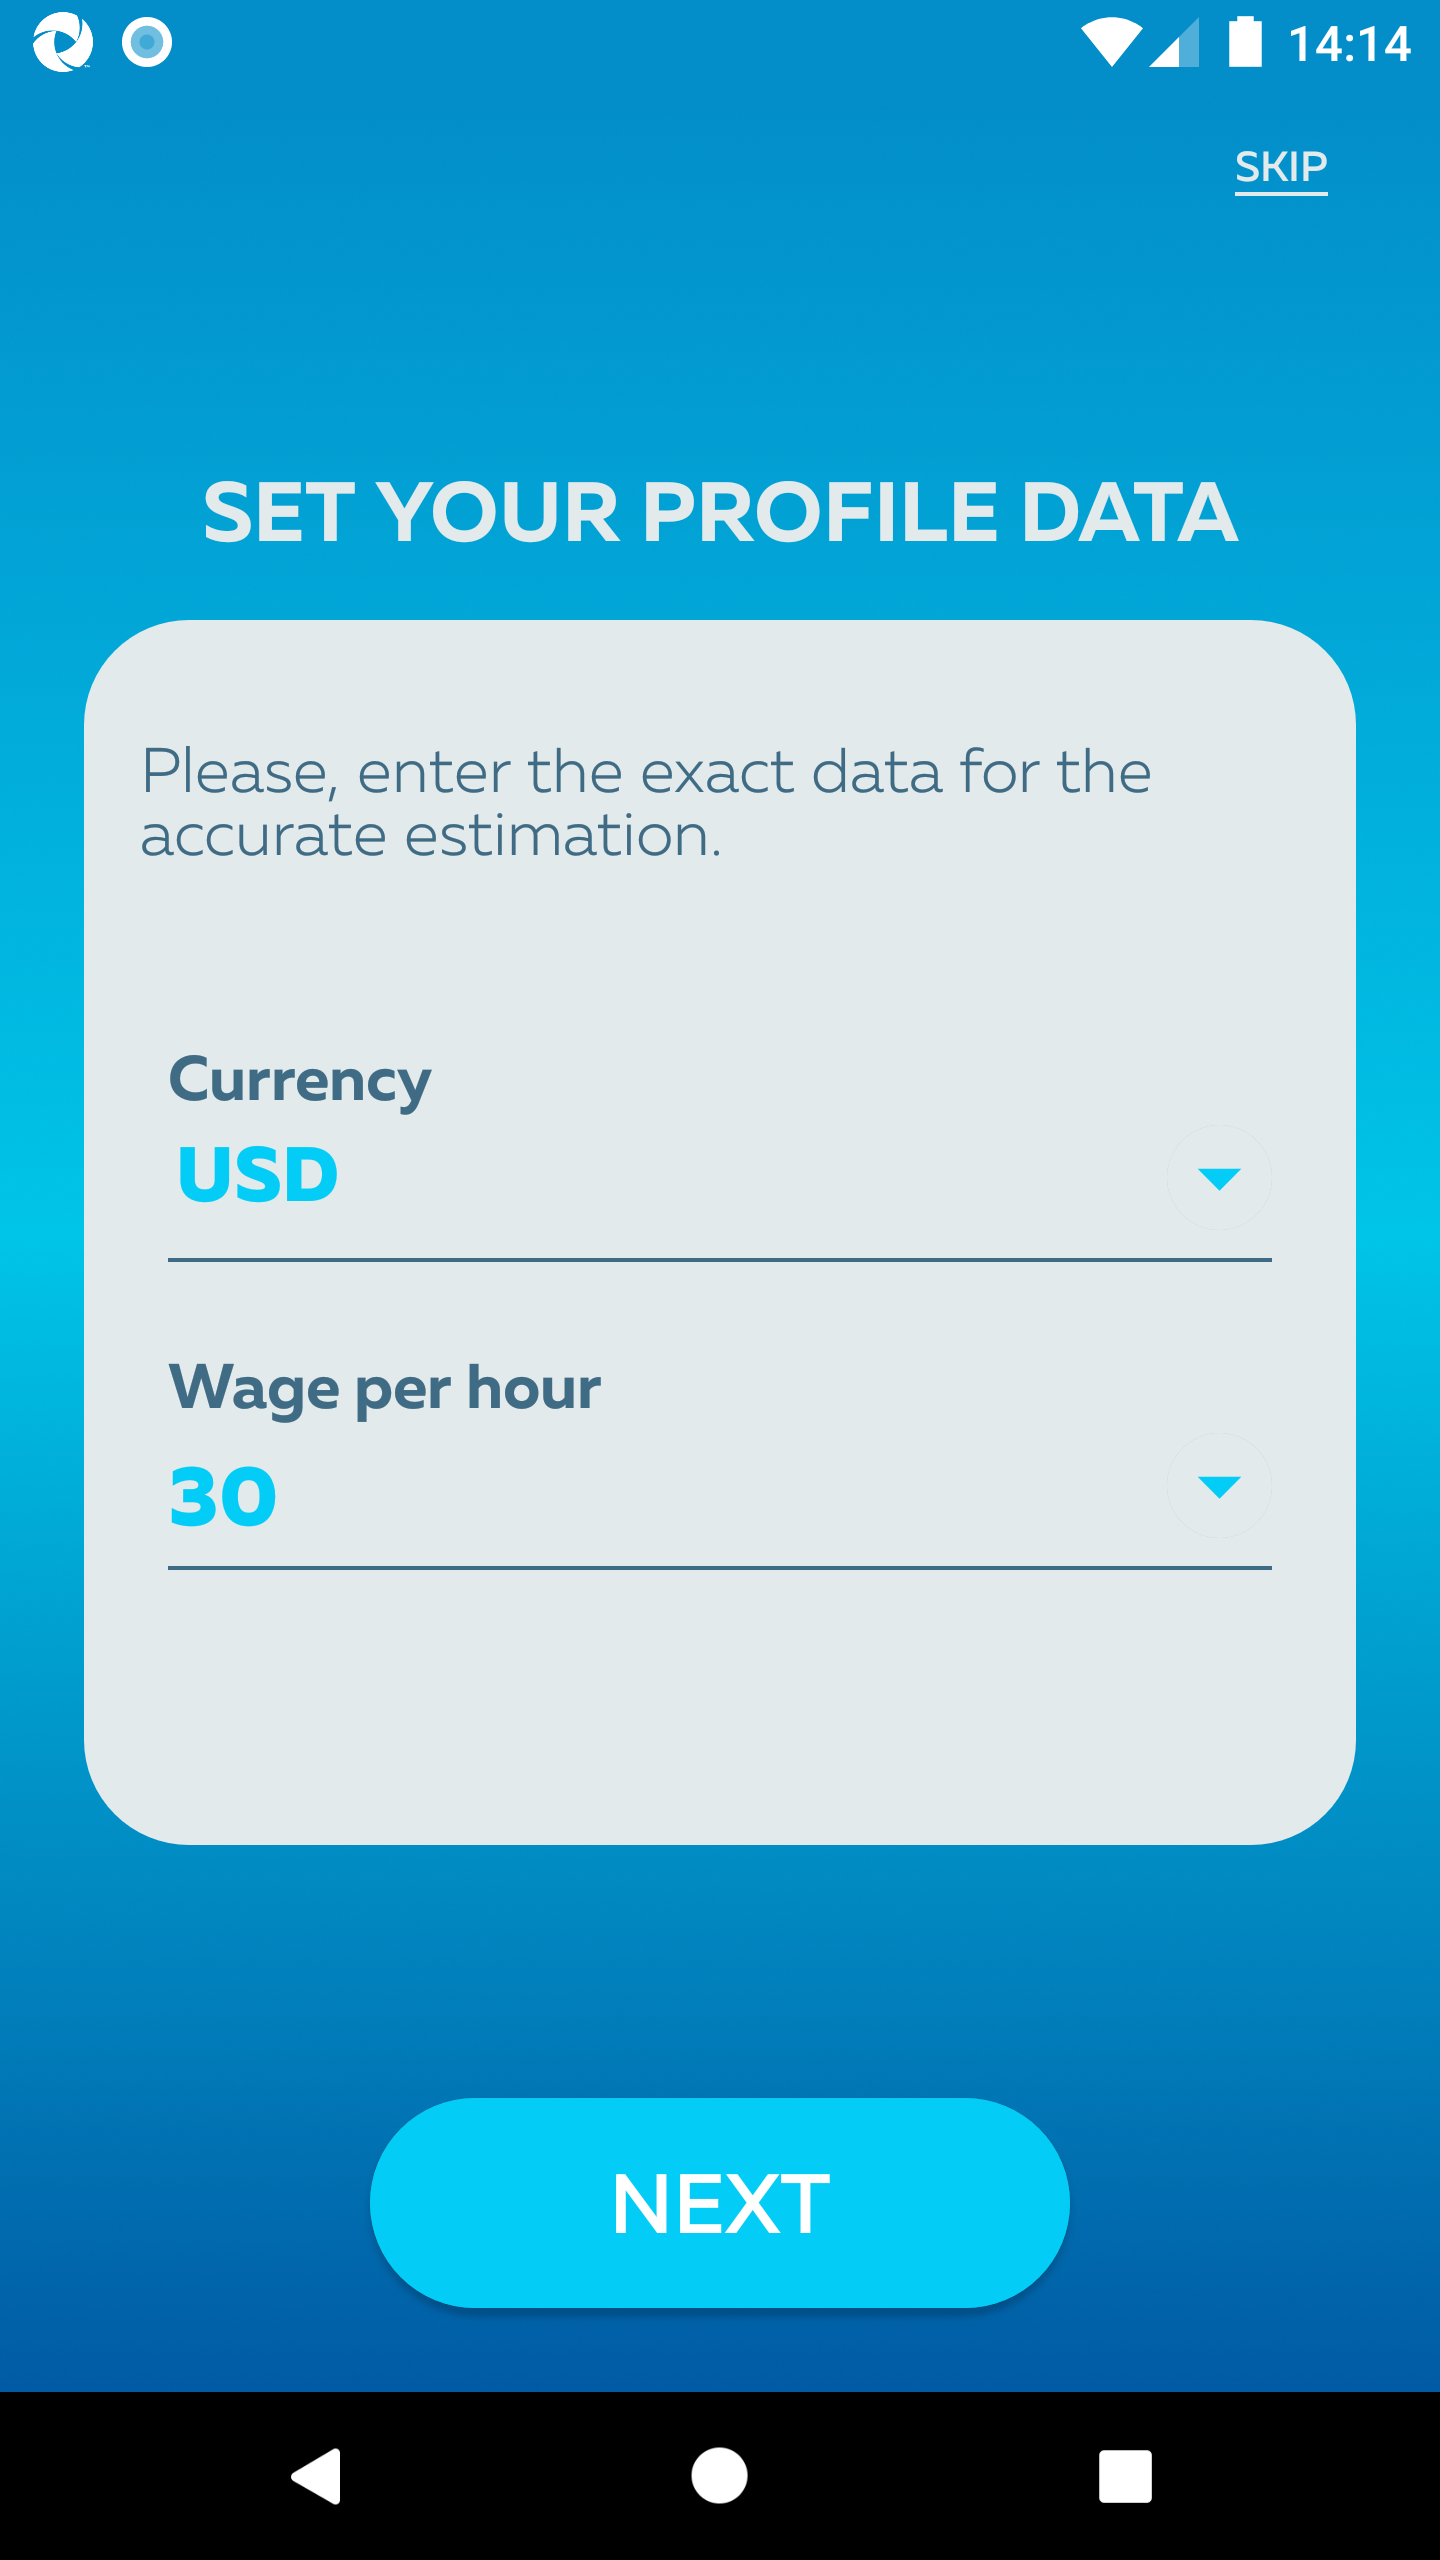 14:14
SKIP
SET YOUR PROFILE DATA
Please, enter the exact data for the
accurate estimation.
Currency
USD
Wage per hour
30
NEXT